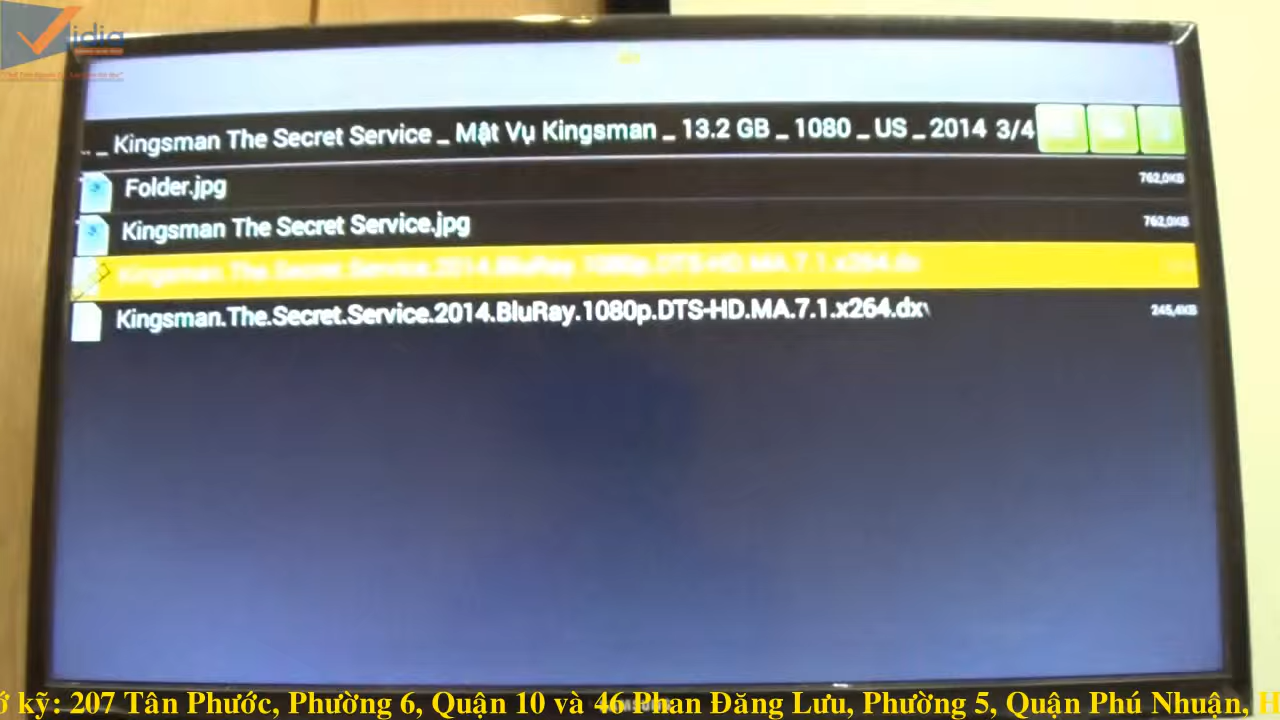 idia
.. _ Kingsman The Secret Service _ Mật Vụ Kingsman _ 13.2 GB _ 1080 _ US _ 2014 3/4
Folder.jpg 762,0KB
Kingsman The Secret Service.jpg 762,0KB
Kingsman.The.Secret.Service.2014.BluRay.1080p.DTS-HD.MA.7.1.x264.dx
Kingsman.The.Secret.Service.2014.BluRay.1080p.DTS-HD.MA.7.1.x264.dx 245,4KB
kỹ: 207 Tân Phước, Phường 6, Quận 10 và 46 Phan Đăng Lưu, Phường 5, Quận Phú Nhuận, H